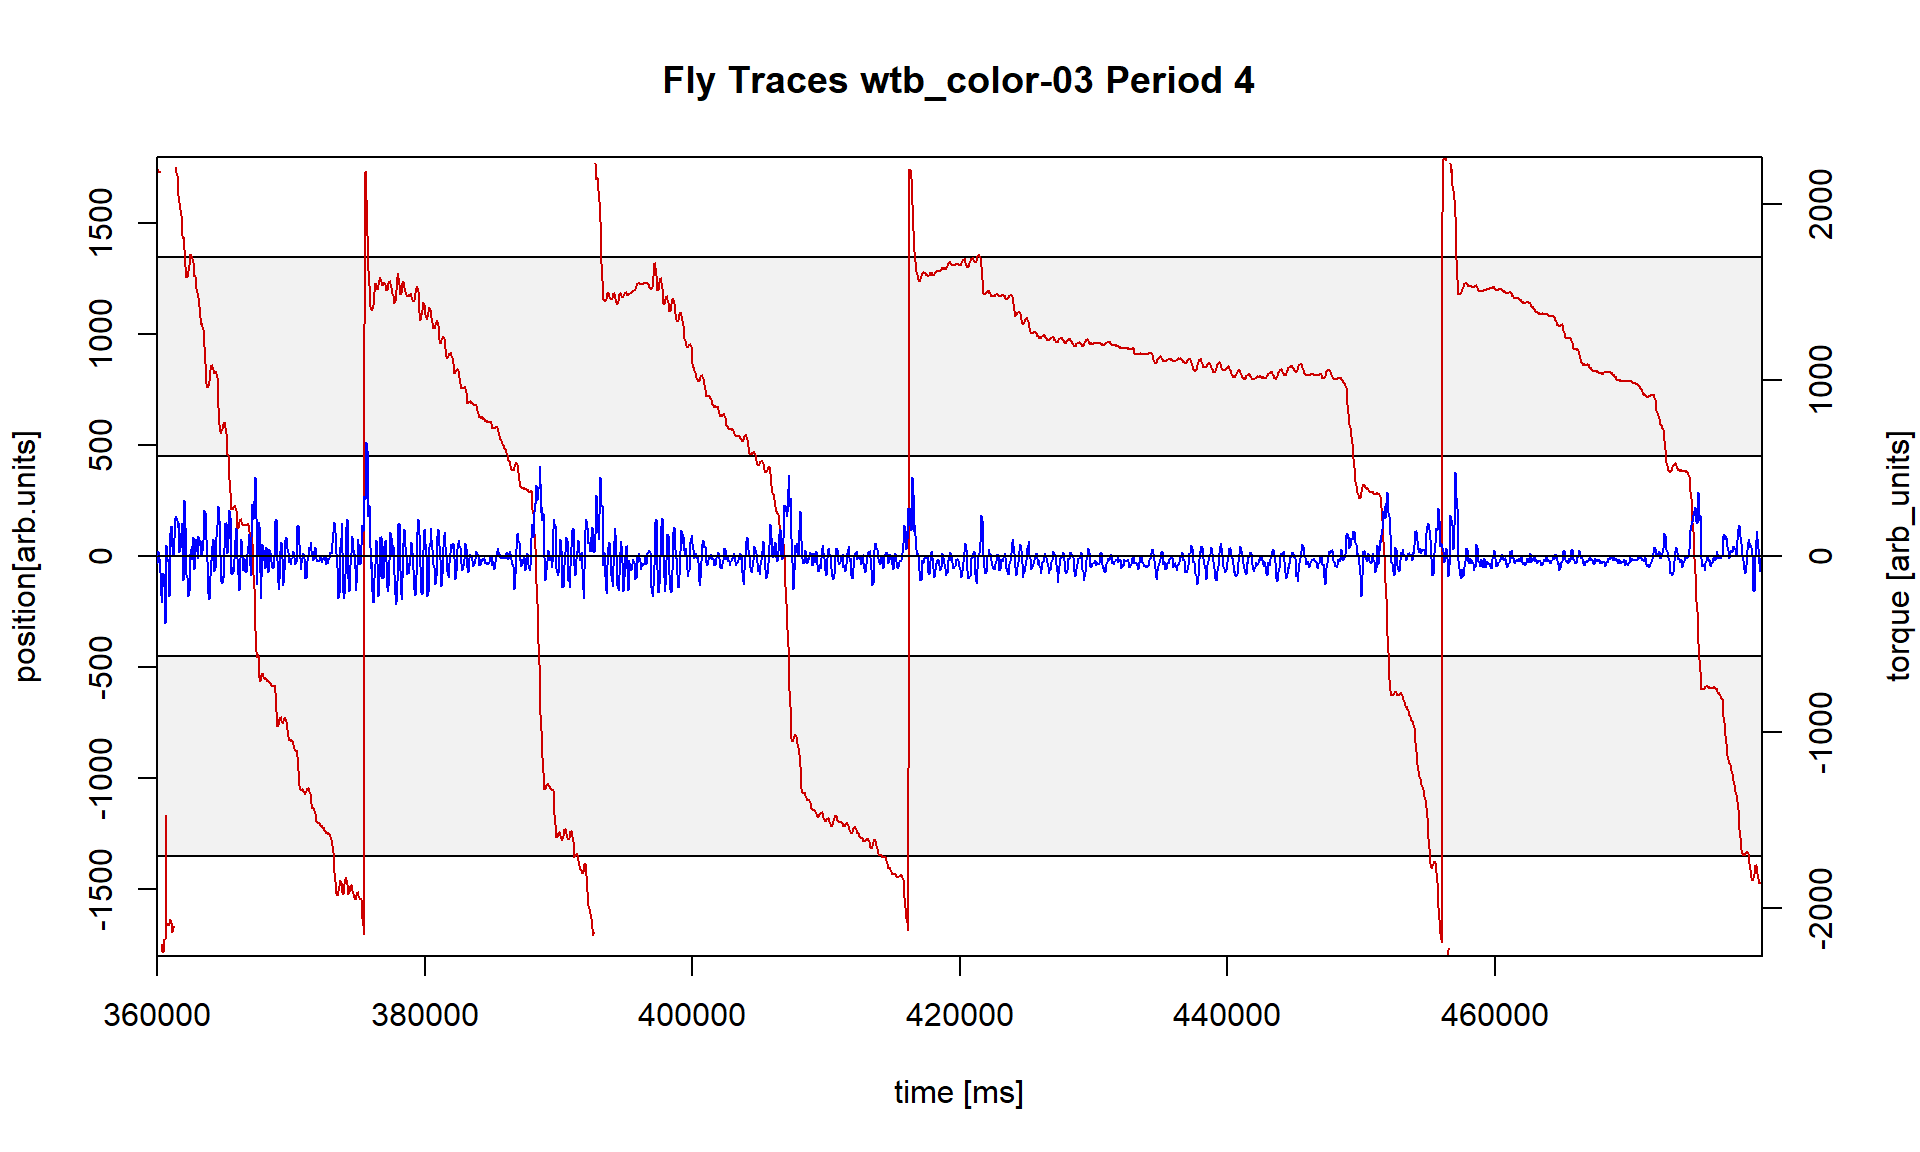 Fly Traces wtb_color-03 Period 4
position[arb.units]
1500
1000
500
0
-500
-1000
-1500
2000
1000
0
-1000
-2000
torque [arb_units]
360000 380000 400000 420000 440000 460000
time [ms]